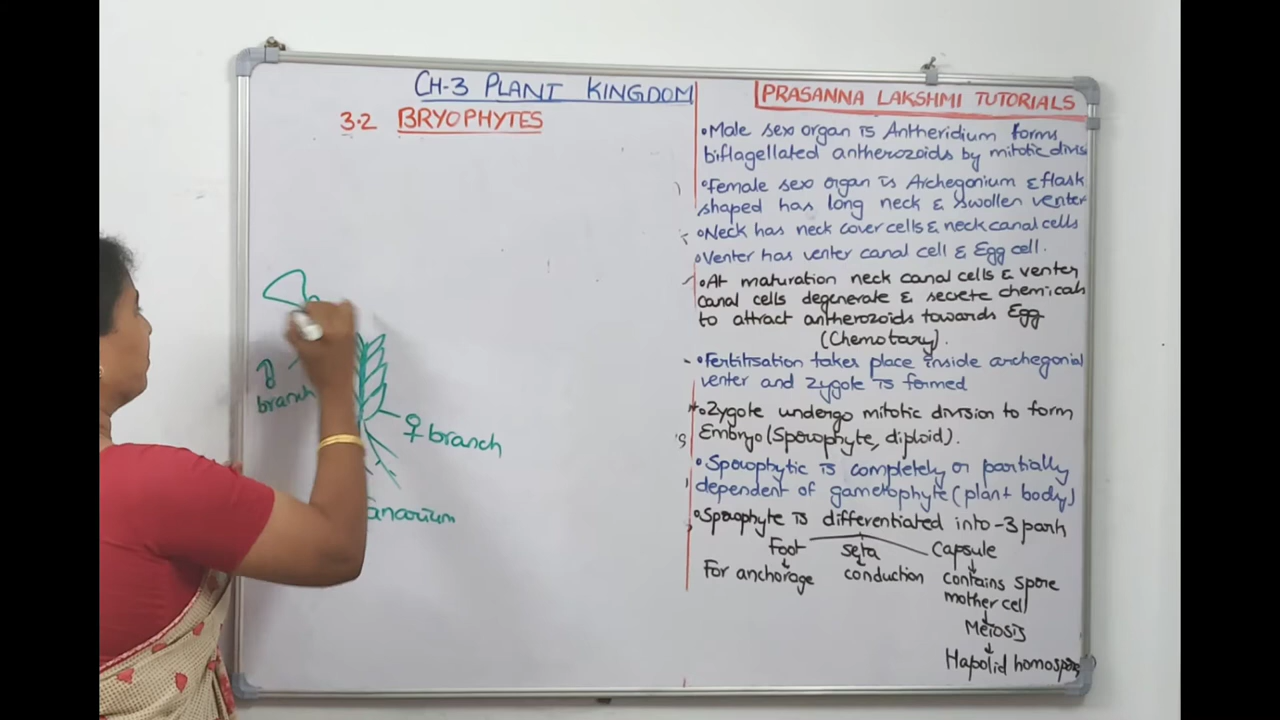 CH-3 PLANT KINGDOM
3.2 BRYOPHYTES
branch
♀ branch
anarium
PRASANNA LAKSHMI TUTORIALS
•Male sex organ is Antheridium forms
biflagellated antherozoids by mitotic divisi
•Female sex organ is Archegonium & flask
shaped has long neck & swollen venter
•Neck has neck cover cells & neck canal cells
•Venter has venter canal cell & Egg cell.
•At maturation neck canal cells & venter
canal cells degenerate & secrete chemicals
to attract antherozoids towards Egg
(Chemotaxy).
•Fertilisation takes place inside archegonial
venter and zygote is formed
•Zygote undergo mitotic division to form
Embryo (Sporophyte, diploid).
•Sporophytic is completely or partially
dependent of gametophyte (plant body)
•Sporophyte is differentiated into -3 parts
Foot seta Capsule
For anchorage conduction contains spore
mother cell
Meiosis
Hapolid homospores